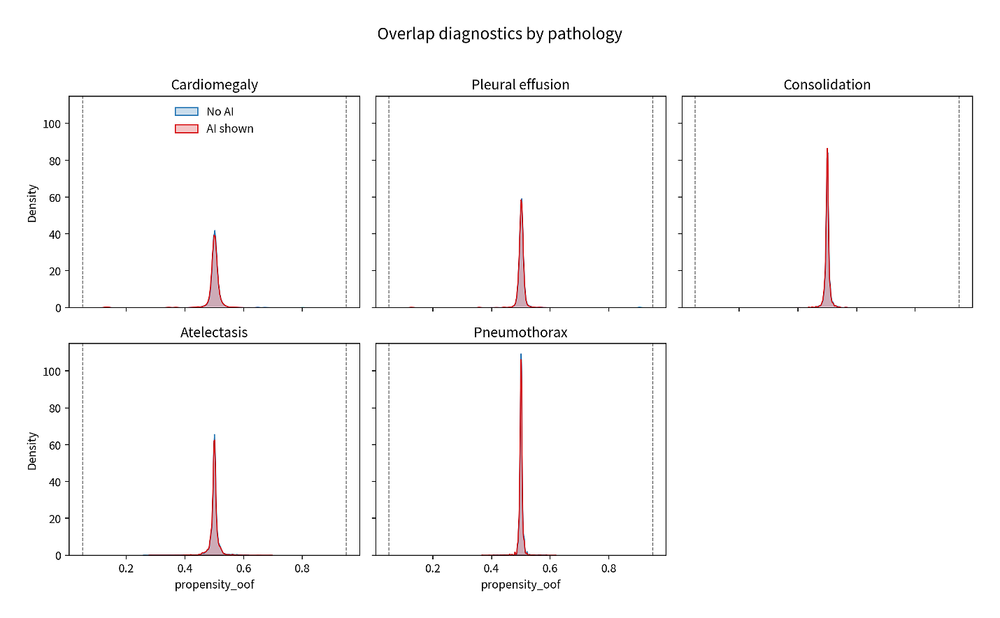 Overlap diagnostics by pathology
Cardiomegaly
Pleural effusion
Consolidation
No AI
AI shown
100
80
60
40
20
0
Density
Atelectasis
Pneumothorax
100
80
60
40
20
0
Density
0.2 0.4 0.6 0.8
propensity_oof
0.2 0.4 0.6 0.8
propensity_oof